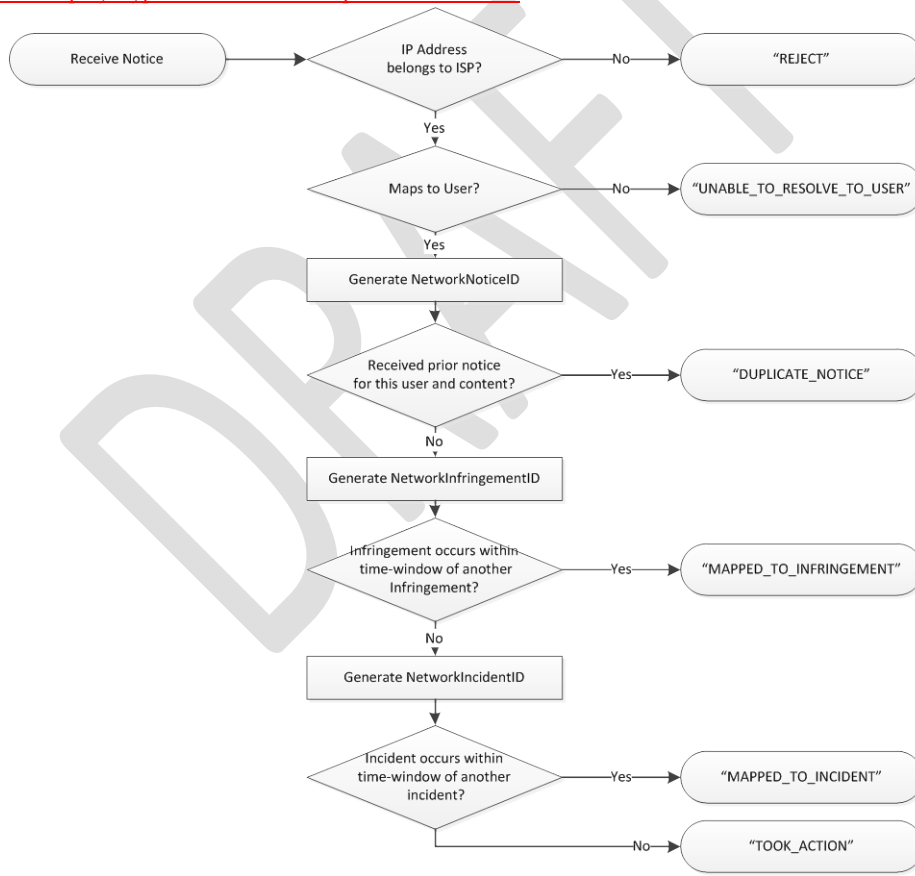 Receive Notice
IP Address
belongs to ISP?
No
"REJECT"
Yes
Maps to User?
No
"UNABLE_TO_RESOLVE_TO_USER"
Yes
Generate NetworkNoticeID
Received prior notice
for this user and content?
Yes
"DUPLICATE_NOTICE"
No
Generate NetworkInfringementID
Infringement occurs within
time-window of another
Infringement?
Yes
"MAPPED_TO_INFRINGEMENT"
No
Generate NetworkIncidentID
Incident occurs within
time-window of another
incident?
Yes
"MAPPED_TO_INCIDENT"
No
"TOOK_ACTION"
DRAFT